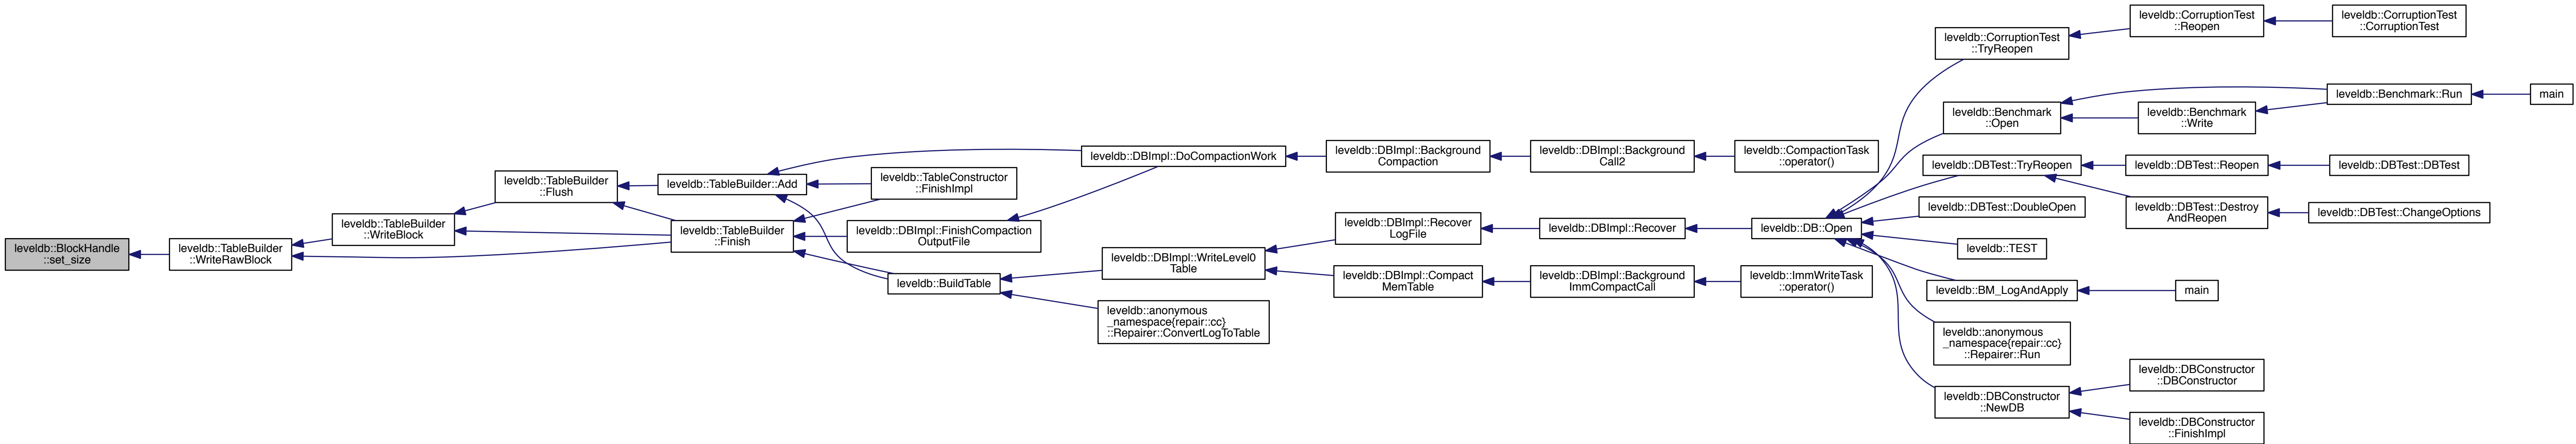 leveldb::BlockHandle
::set_size
leveldb::TableBuilder
::WriteRawBlock
leveldb::TableBuilder
::WriteBlock
leveldb::TableBuilder
::Flush
leveldb::TableBuilder::Add
leveldb::TableBuilder
::Finish
leveldb::DBImpl::DoCompactionWork
leveldb::TableConstructor
::FinishImpl
leveldb::DBImpl::FinishCompaction
OutputFile
leveldb::BuildTable
leveldb::DBImpl::WriteLevel0
Table
leveldb::anonymous
_namespace{repair::cc}
::Repairer::ConvertLogToTable
leveldb::DBImpl::Background
Compaction
leveldb::DBImpl::Background
Call2
leveldb::CompactionTask
::operator()
leveldb::DBImpl::Recover
LogFile
leveldb::DBImpl::Recover
leveldb::DBImpl::Compact
MemTable
leveldb::DBImpl::Background
ImmCompactCall
leveldb::ImmWriteTask
::operator()
leveldb::DB::Open
leveldb::CorruptionTest
::TryReopen
leveldb::CorruptionTest
::Reopen
leveldb::CorruptionTest
::CorruptionTest
leveldb::Benchmark
::Open
leveldb::Benchmark
::Write
leveldb::Benchmark::Run
main
leveldb::DBTest::TryReopen
leveldb::DBTest::Reopen
leveldb::DBTest::DBTest
leveldb::DBTest::Destroy
AndReopen
leveldb::DBTest::ChangeOptions
leveldb::DBTest::DoubleOpen
leveldb::TEST
leveldb::BM_LogAndApply
main
leveldb::anonymous
_namespace{repair::cc}
::Repairer::Run
leveldb::DBConstructor
::NewDB
leveldb::DBConstructor
::DBConstructor
leveldb::DBConstructor
::FinishImpl